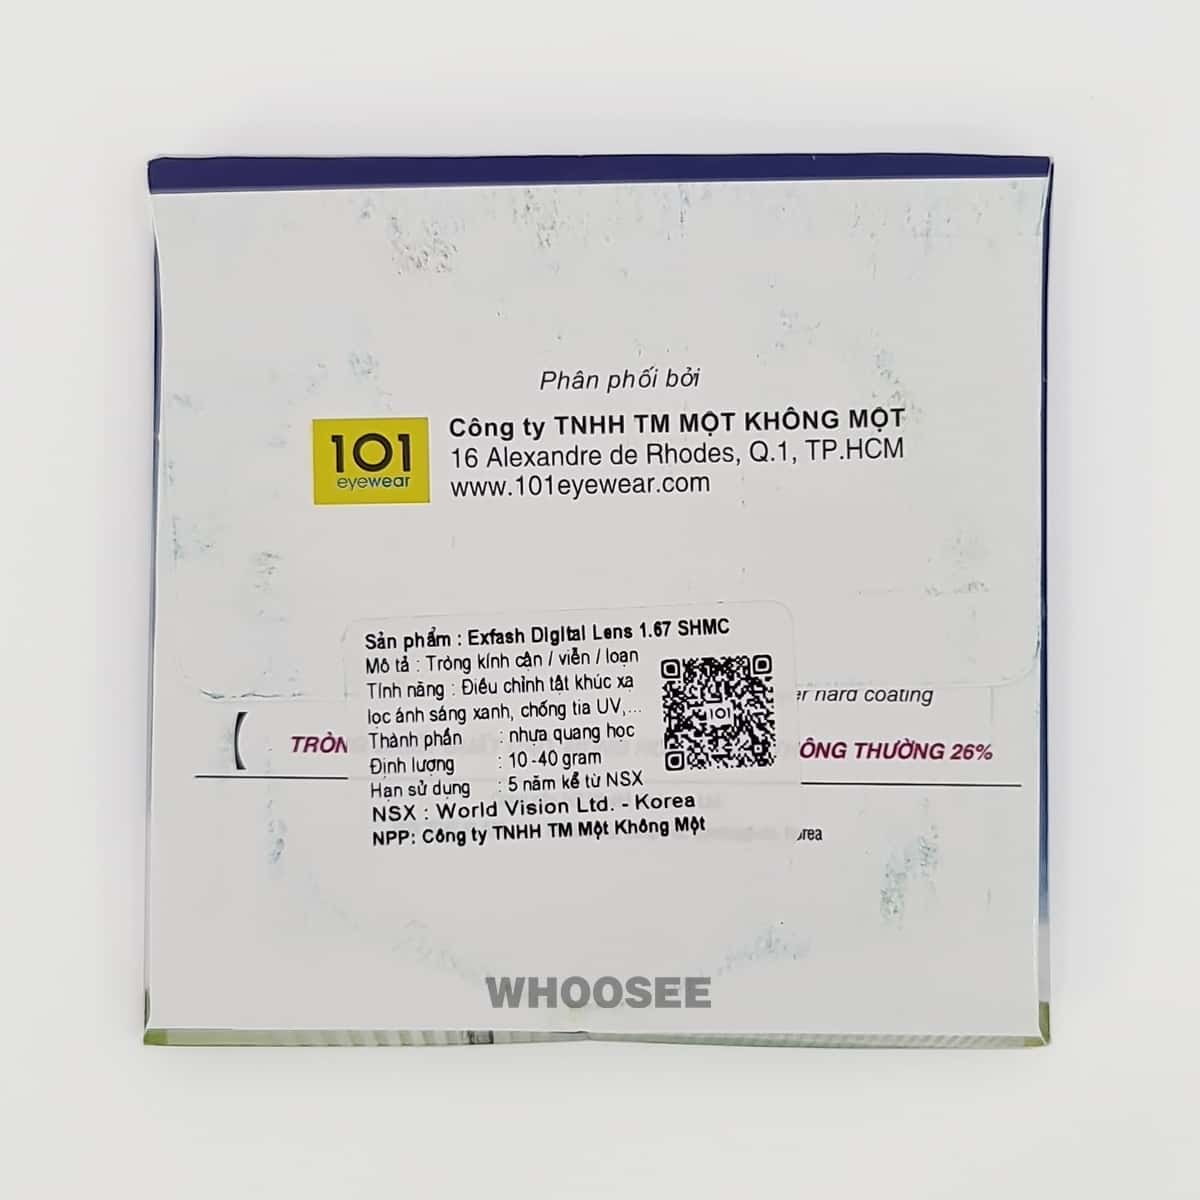 Phân phối bởi
101
eyewear
Công ty TNHH TM MỘT KHÔNG MỘT
16 Alexandre de Rhodes, Q.1, TP.HCM
www.101eyewear.com
Sản phẩm : Exfash Digital Lens 1.67 SHMC
Mô tả : Tròng kính cận / viễn / loạn
Tính năng : Điều chỉnh tật khúc xạ
lọc ánh sáng xanh, chống tia UV,...
Thành phần : nhựa quang học
Định lượng : 10-40 gram
Hạn sử dụng : 5 năm kể từ NSX
NSX : World Vision Ltd. - Korea
NPP: Công ty TNHH TM Một Không Một
101
hard coating
THƯỜNG 26%
WHOOSEE